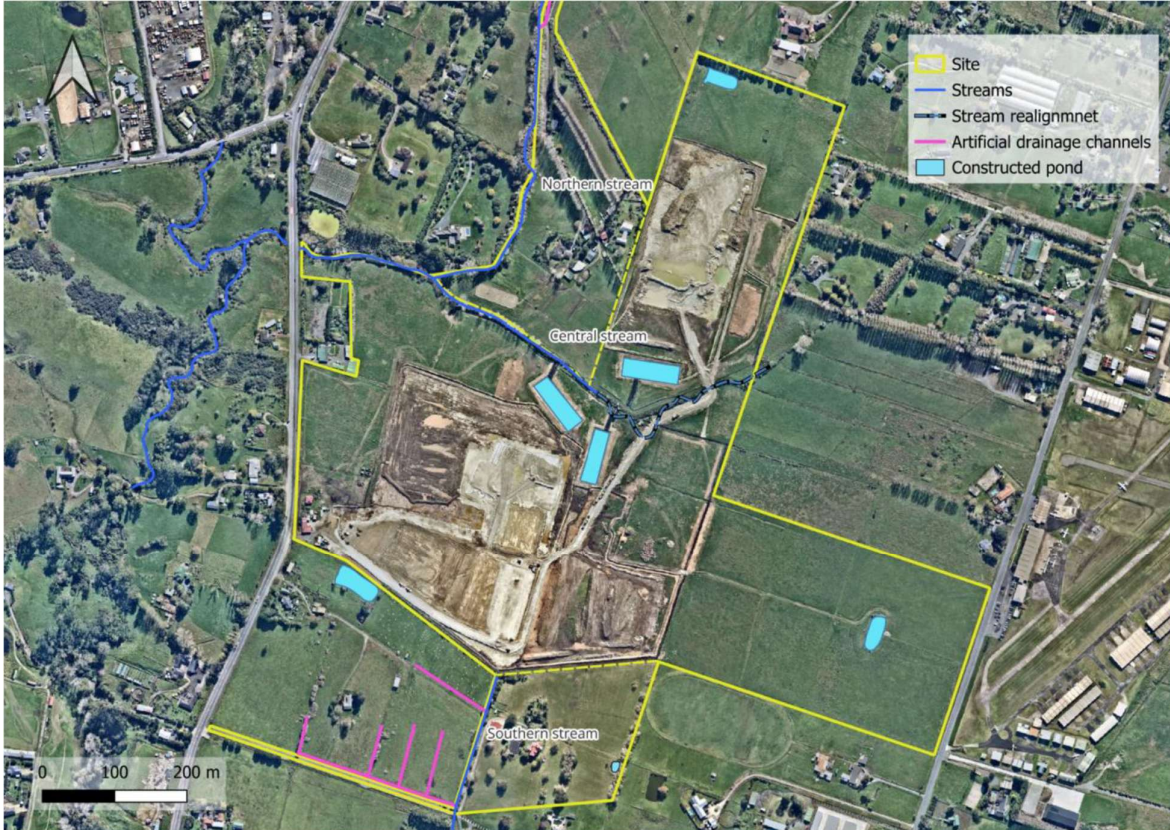 Site
Streams
Stream realignmnet
Artificial drainage channels
Constructed pond
Northern stream
Central stream
Southern stream
0 100 200 m